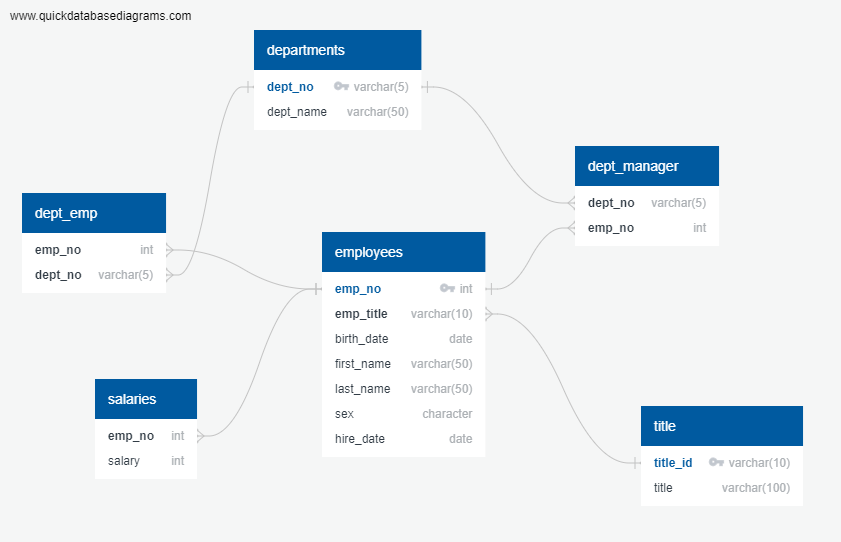 www.quickdatabasediagrams.com
departments
dept_no varchar(5)
dept_name varchar(50)
dept_manager
dept_no varchar(5)
emp_no int
dept_emp
emp_no int
dept_no varchar(5)
employees
emp_no int
emp_title varchar(10)
birth_date date
first_name varchar(50)
last_name varchar(50)
sex character
hire_date date
salaries
emp_no int
salary int
title
title_id varchar(10)
title varchar(100)